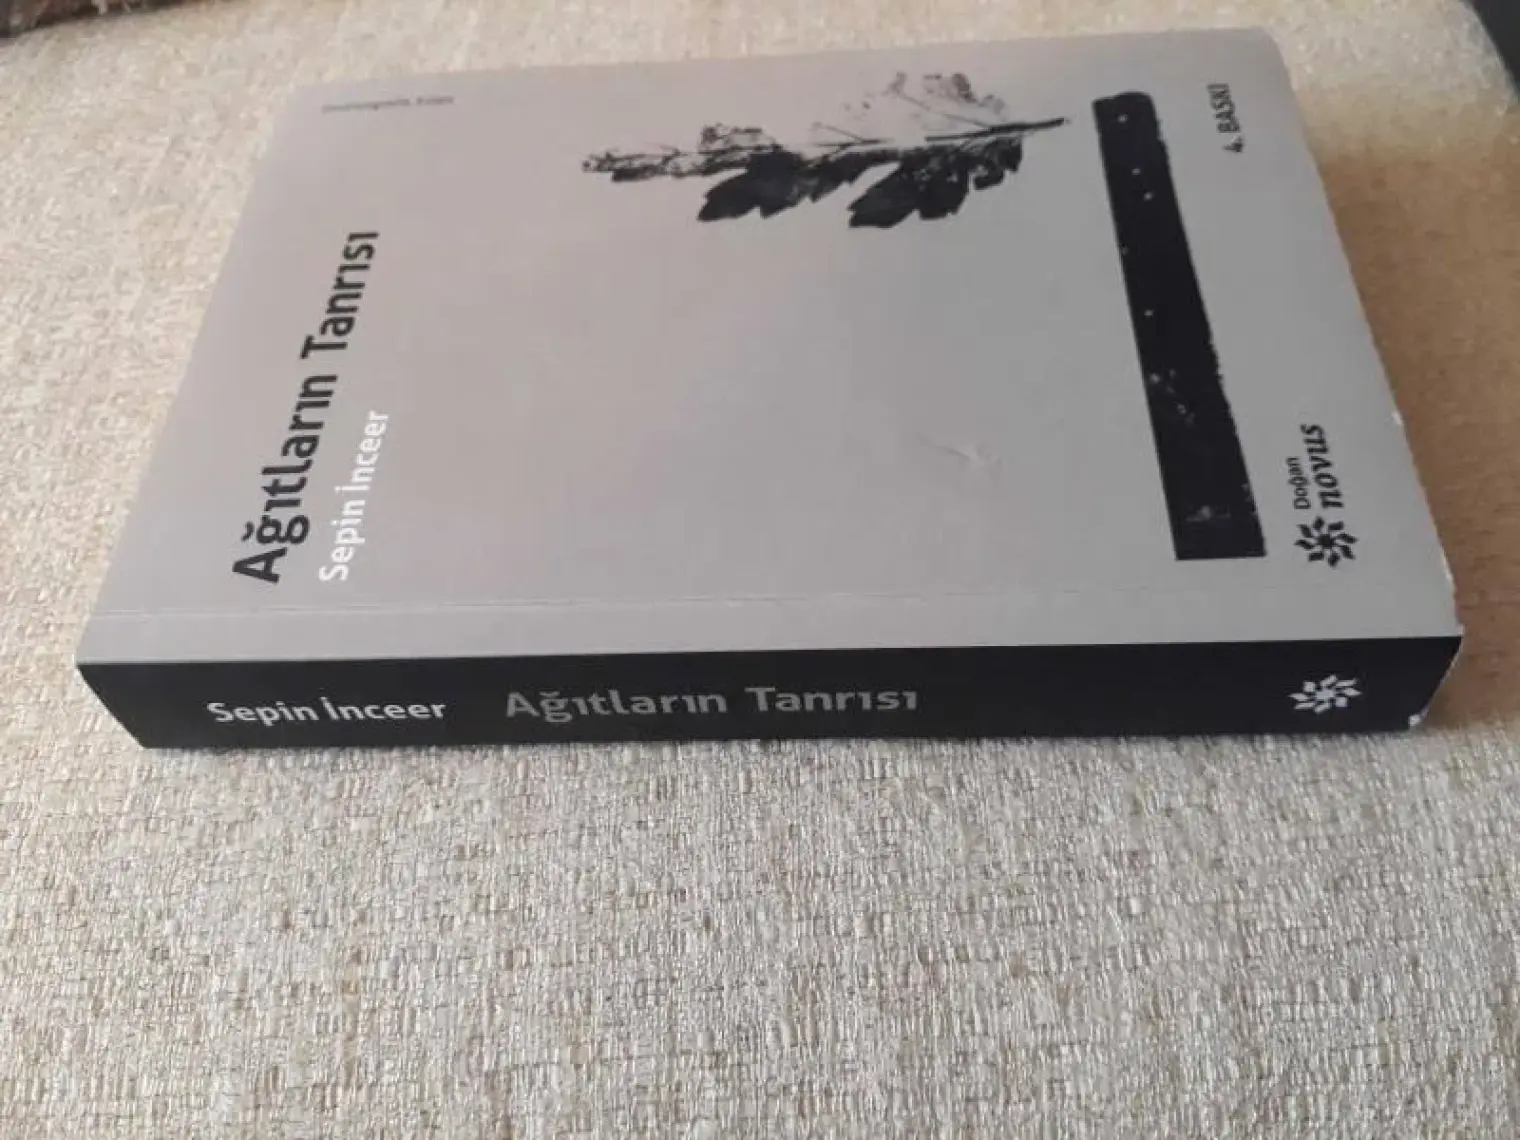 Ağıtların Tanrısı
Sepin İnceer
4. BASKI
Doğan
novus
Sepin İnceer Ağıtların Tanrısı